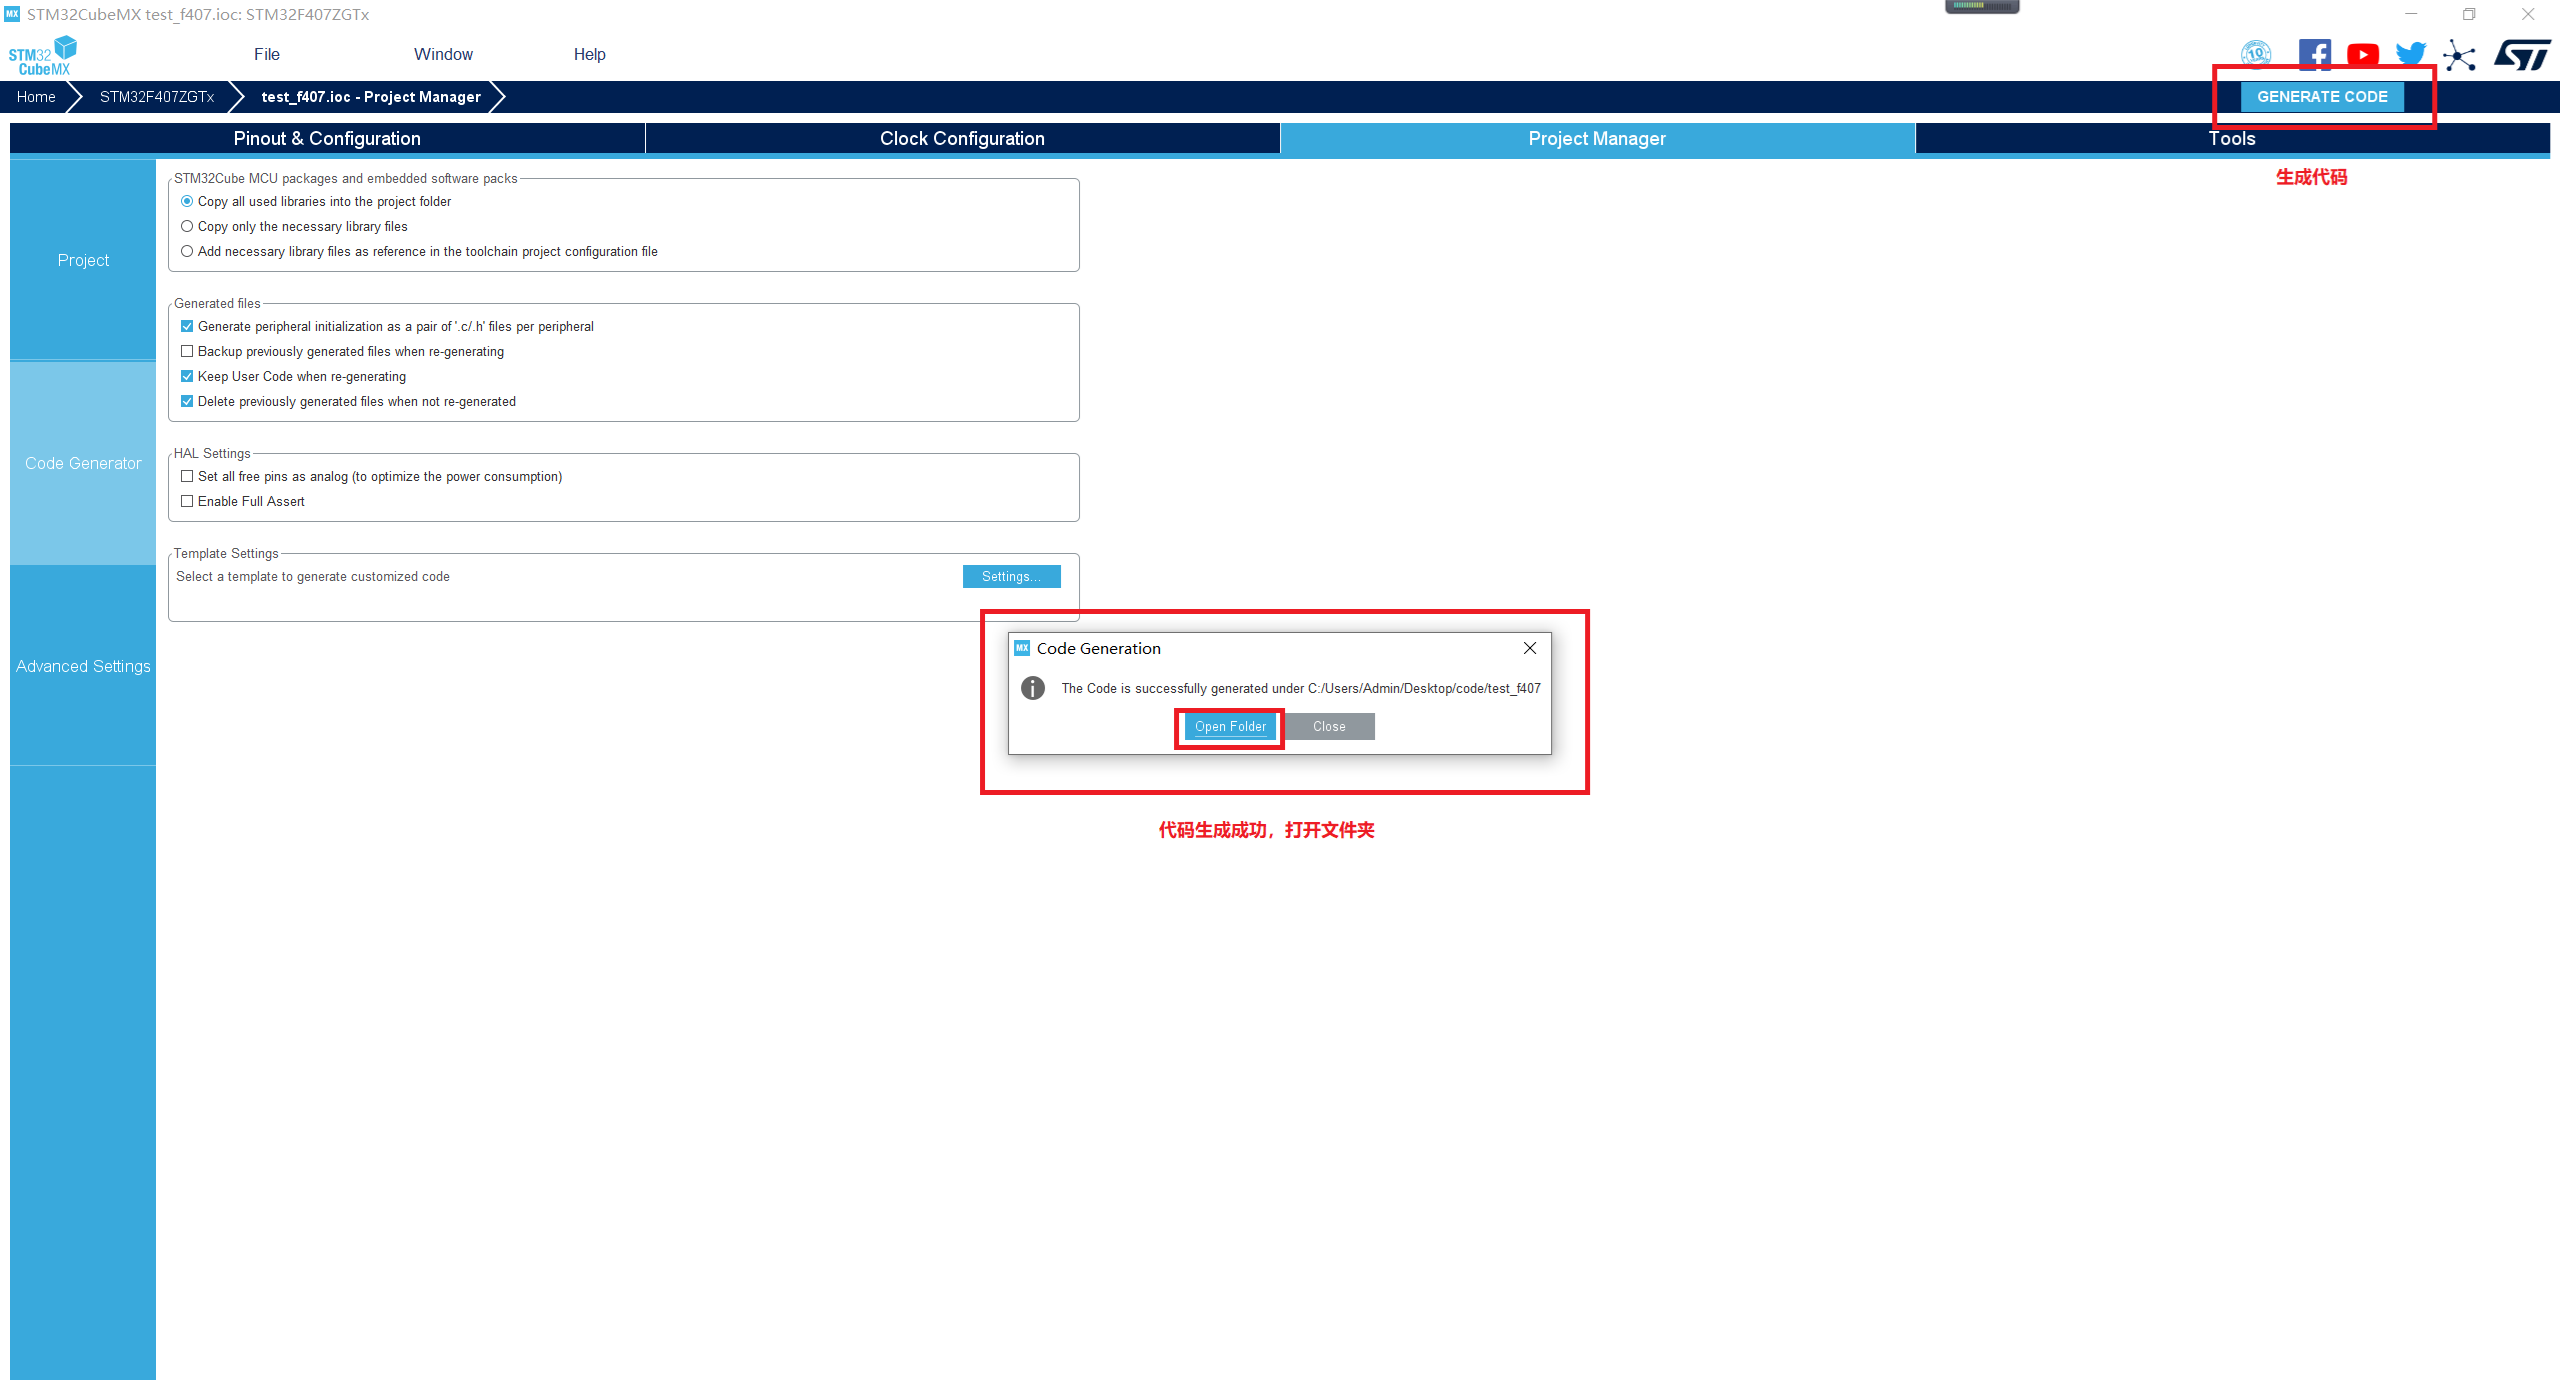 MX STM32CubeMX test_f407.ioc: STM32F407ZGTx
STM32
CubeMX
File
Window
Help
10
Home
STM32F407ZGTx
test_f407.ioc - Project Manager
GENERATE CODE
Pinout & Configuration
Clock Configuration
Project Manager
Tools
生成代码
Project
Code Generator
Advanced Settings
STM32Cube MCU packages and embedded software packs
Copy all used libraries into the project folder
Copy only the necessary library files
Add necessary library files as reference in the toolchain project configuration file
Generated files
Generate peripheral initialization as a pair of '.c/.h' files per peripheral
Backup previously generated files when re-generating
Keep User Code when re-generating
Delete previously generated files when not re-generated
HAL Settings
Set all free pins as analog (to optimize the power consumption)
Enable Full Assert
Template Settings
Select a template to generate customized code
Settings...
MX Code Generation
The Code is successfully generated under C:/Users/Admin/Desktop/code/test_f407
Open Folder
Close
代码生成成功，打开文件夹